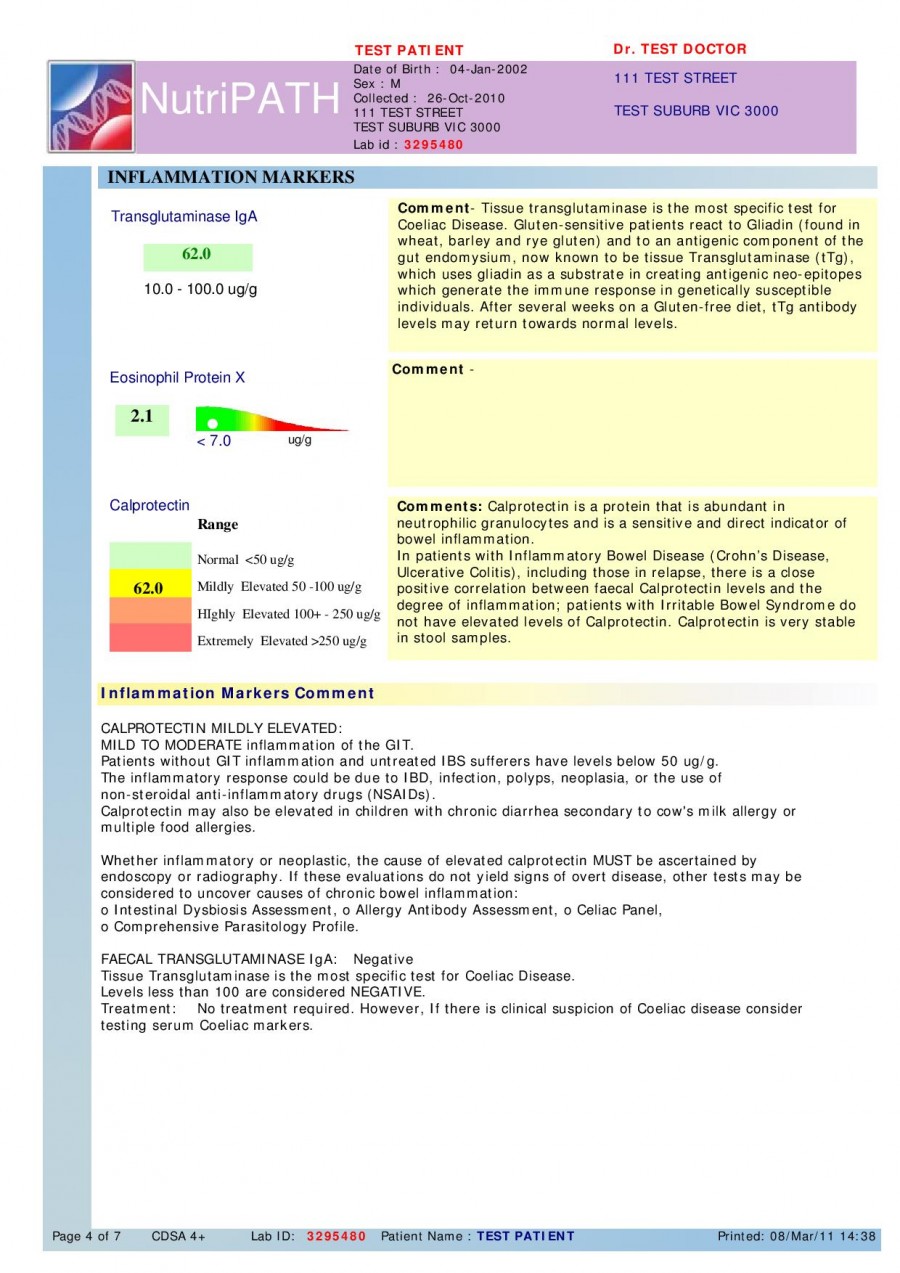 TEST PATIENT
Dr. TEST DOCTOR
NutriPATH
Date of Birth : 04-Jan-2002
Sex : M
Collected : 26-Oct-2010
111 TEST STREET
TEST SUBURB VIC 3000
Lab id : 3295480
111 TEST STREET
TEST SUBURB VIC 3000
INFLAMMATION MARKERS
Transglutaminase IgA
62.0
10.0 - 100.0 ug/g
Comment- Tissue transglutaminase is the most specific test for
Coeliac Disease. Gluten-sensitive patients react to Gliadin (found in
wheat, barley and rye gluten) and to an antigenic component of the
gut endomysium, now known to be tissue Transglutaminase (tTg),
which uses gliadin as a substrate in creating antigenic neo-epitopes
which generate the immune response in genetically susceptible
individuals. After several weeks on a Gluten-free diet, tTg antibody
levels may return towards normal levels.
Eosinophil Protein X
2.1
< 7.0 ug/g
Comment -
Calprotectin
Range
Normal <50 ug/g
62.0 Mildly Elevated 50 -100 ug/g
HIghly Elevated 100+ - 250 ug/g
Extremely Elevated >250 ug/g
Comments: Calprotectin is a protein that is abundant in
neutrophilic granulocytes and is a sensitive and direct indicator of
bowel inflammation.
In patients with Inflammatory Bowel Disease (Crohn's Disease,
Ulcerative Colitis), including those in relapse, there is a close
positive correlation between faecal Calprotectin levels and the
degree of inflammation; patients with Irritable Bowel Syndrome do
not have elevated levels of Calprotectin. Calprotectin is very stable
in stool samples.
Inflammation Markers Comment
CALPROTECTIN MILDLY ELEVATED:
MILD TO MODERATE inflammation of the GIT.
Patients without GIT inflammation and untreated IBS sufferers have levels below 50 ug/g.
The inflammatory response could be due to IBD, infection, polyps, neoplasia, or the use of
non-steroidal anti-inflammatory drugs (NSAIDs).
Calprotectin may also be elevated in children with chronic diarrhea secondary to cow's milk allergy or
multiple food allergies.
Whether inflammatory or neoplastic, the cause of elevated calprotectin MUST be ascertained by
endoscopy or radiography. If these evaluations do not yield signs of overt disease, other tests may be
considered to uncover causes of chronic bowel inflammation:
o Intestinal Dysbiosis Assessment, o Allergy Antibody Assessment, o Celiac Panel,
o Comprehensive Parasitology Profile.
FAECAL TRANSGLUTAMINASE IgA: Negative
Tissue Transglutaminase is the most specific test for Coeliac Disease.
Levels less than 100 are considered NEGATIVE.
Treatment: No treatment required. However, If there is clinical suspicion of Coeliac disease consider
testing serum Coeliac markers.
Page 4 of 7 CDSA 4+ Lab ID: 3295480 Patient Name : TEST PATIENT Printed: 08/Mar/11 14:38